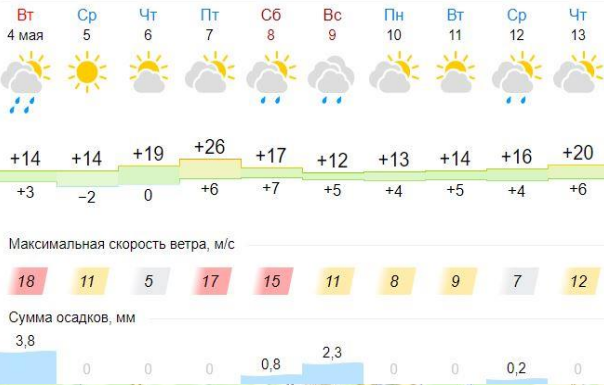 Вт Ср Чт Пт Сб Вс Пн Вт Ср Чт
4 мая 5 6 7 8 9 10 11 12 13
+14 +14 +19 +26 +17 +12 +13 +14 +16 +20
+3 −2 0 +6 +7 +5 +4 +5 +4 +6
Максимальная скорость ветра, м/с
18 11 5 17 15 11 8 9 7 12
Сумма осадков, мм
3,8 0 0 0 0,8 2,3 0 0 0,2 0